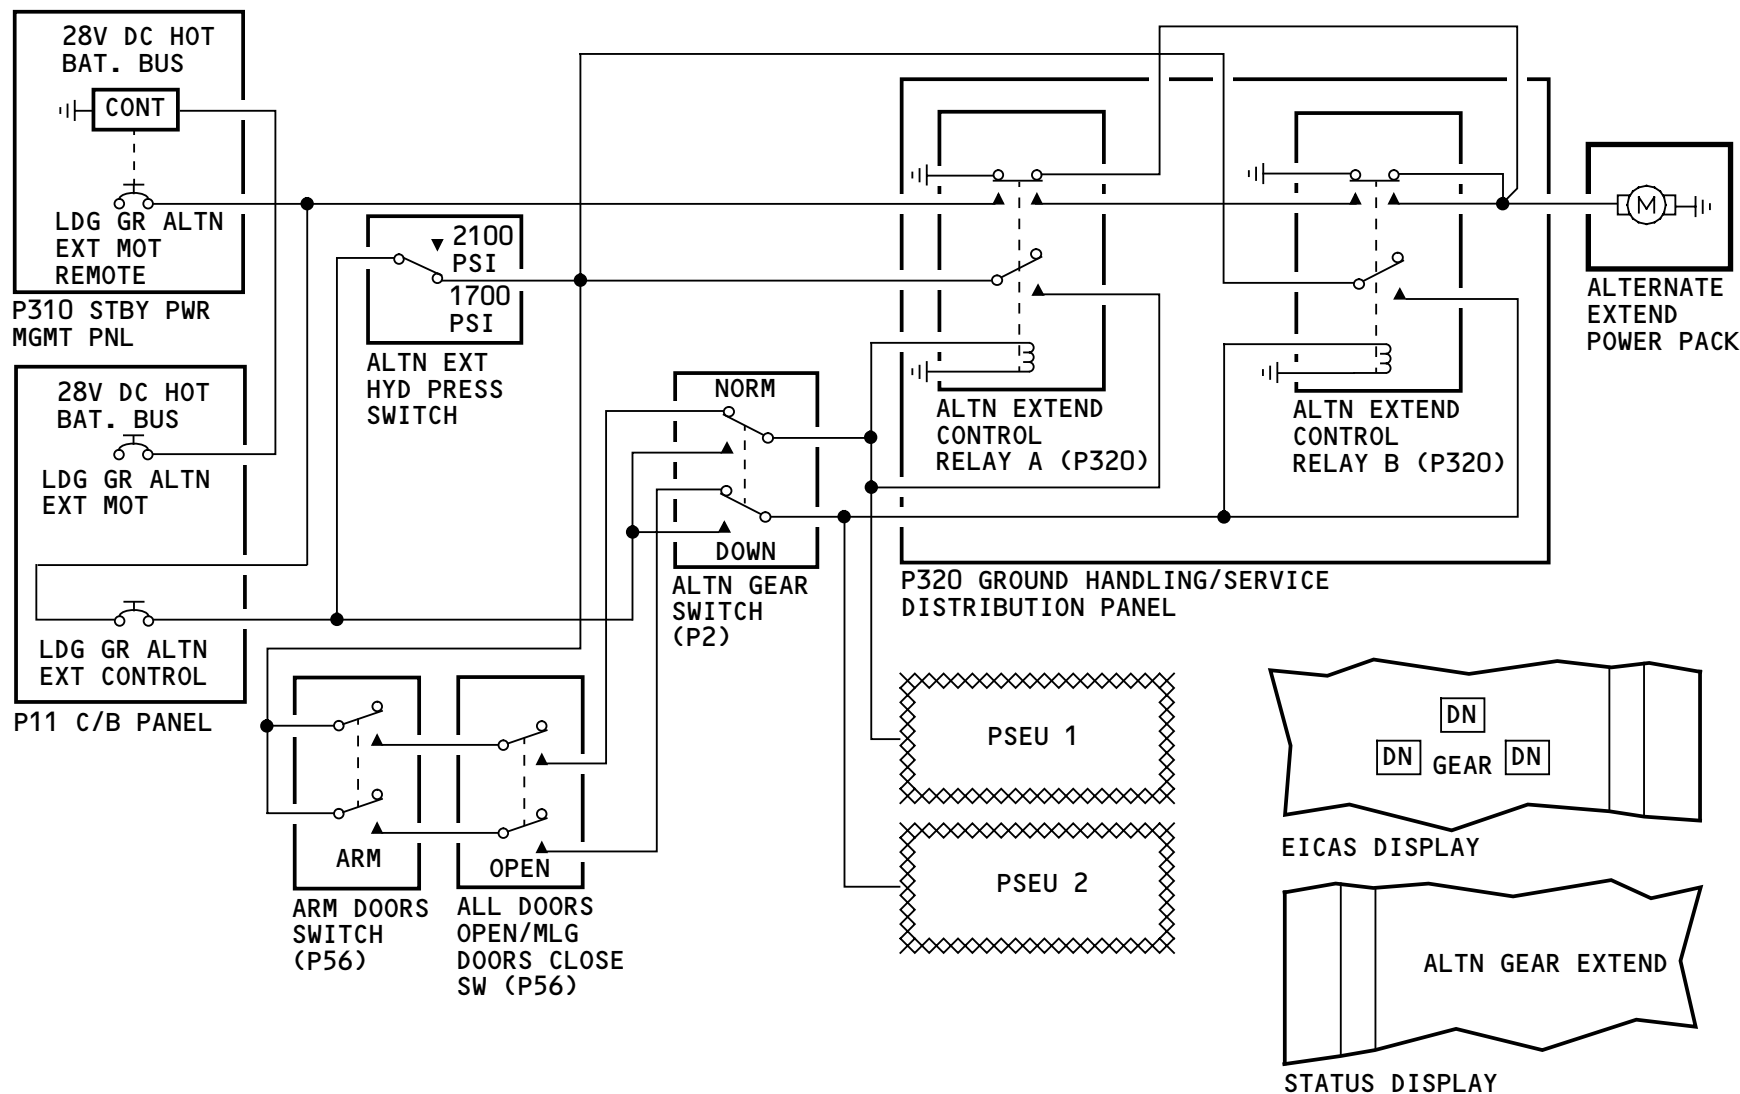 28V DC HOT
BAT. BUS
CONT
LDG GR ALTN
EXT MOT
REMOTE
P310 STBY PWR
MGMT PNL
28V DC HOT
BAT. BUS
LDG GR ALTN
EXT MOT
LDG GR ALTN
EXT CONTROL
P11 C/B PANEL
2100
PSI
1700
PSI
ALTN EXT
HYD PRESS
SWITCH
NORM
DOWN
ALTN GEAR
SWITCH
(P2)
ARM
ARM DOORS
SWITCH
(P56)
OPEN
ALL DOORS
OPEN/MLG
DOORS CLOSE
SW (P56)
ALTN EXTEND
CONTROL
RELAY A (P320)
ALTN EXTEND
CONTROL
RELAY B (P320)
P320 GROUND HANDLING/SERVICE
DISTRIBUTION PANEL
M
ALTERNATE
EXTEND
POWER PACK
PSEU 1
PSEU 2
DN
DN GEAR DN
EICAS DISPLAY
ALTN GEAR EXTEND
STATUS DISPLAY